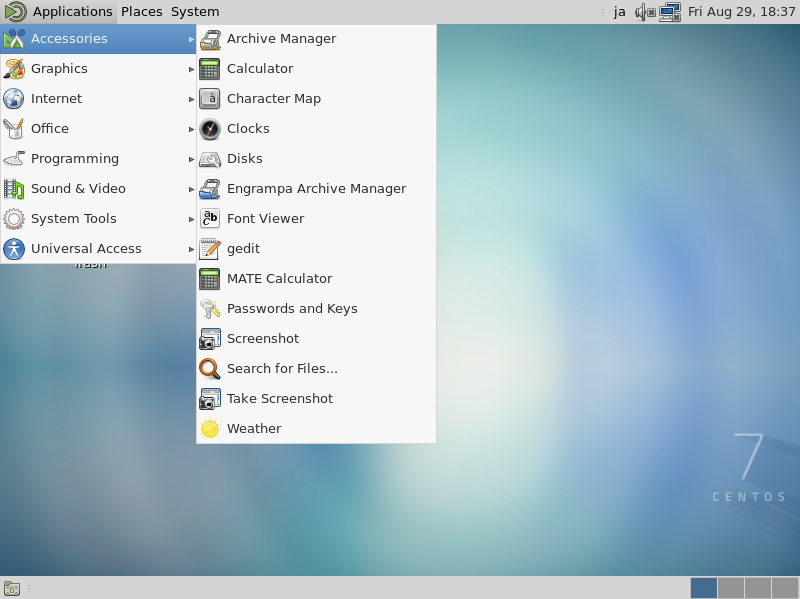 Applications Places System
ja Fri Aug 29, 18:37
Accessories
Graphics
Internet
Office
Programming
Sound & Video
System Tools
Universal Access
Archive Manager
Calculator
Character Map
Clocks
Disks
Engrampa Archive Manager
Font Viewer
gedit
MATE Calculator
Passwords and Keys
Screenshot
Search for Files...
Take Screenshot
Weather
Trash
7
CENTOS